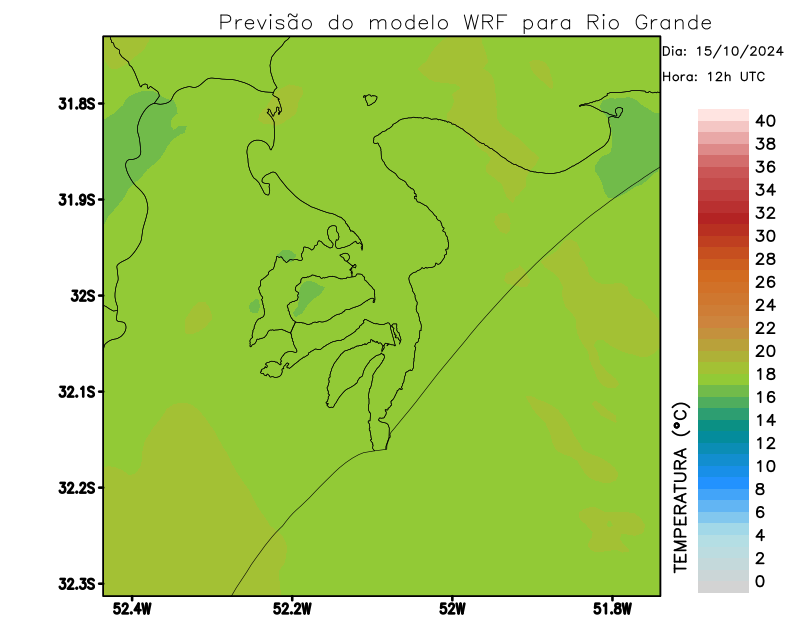 Previsão do modelo WRF para Rio Grande
Dia: 15/10/2024
Hora: 12h UTC
31.8S
31.9S
32S
32.1S
32.2S
32.3S
52.4W
52.2W
52W
51.8W
TEMPERATURA (°C)
40
38
36
34
32
30
28
26
24
22
20
18
16
14
12
10
8
6
4
2
0